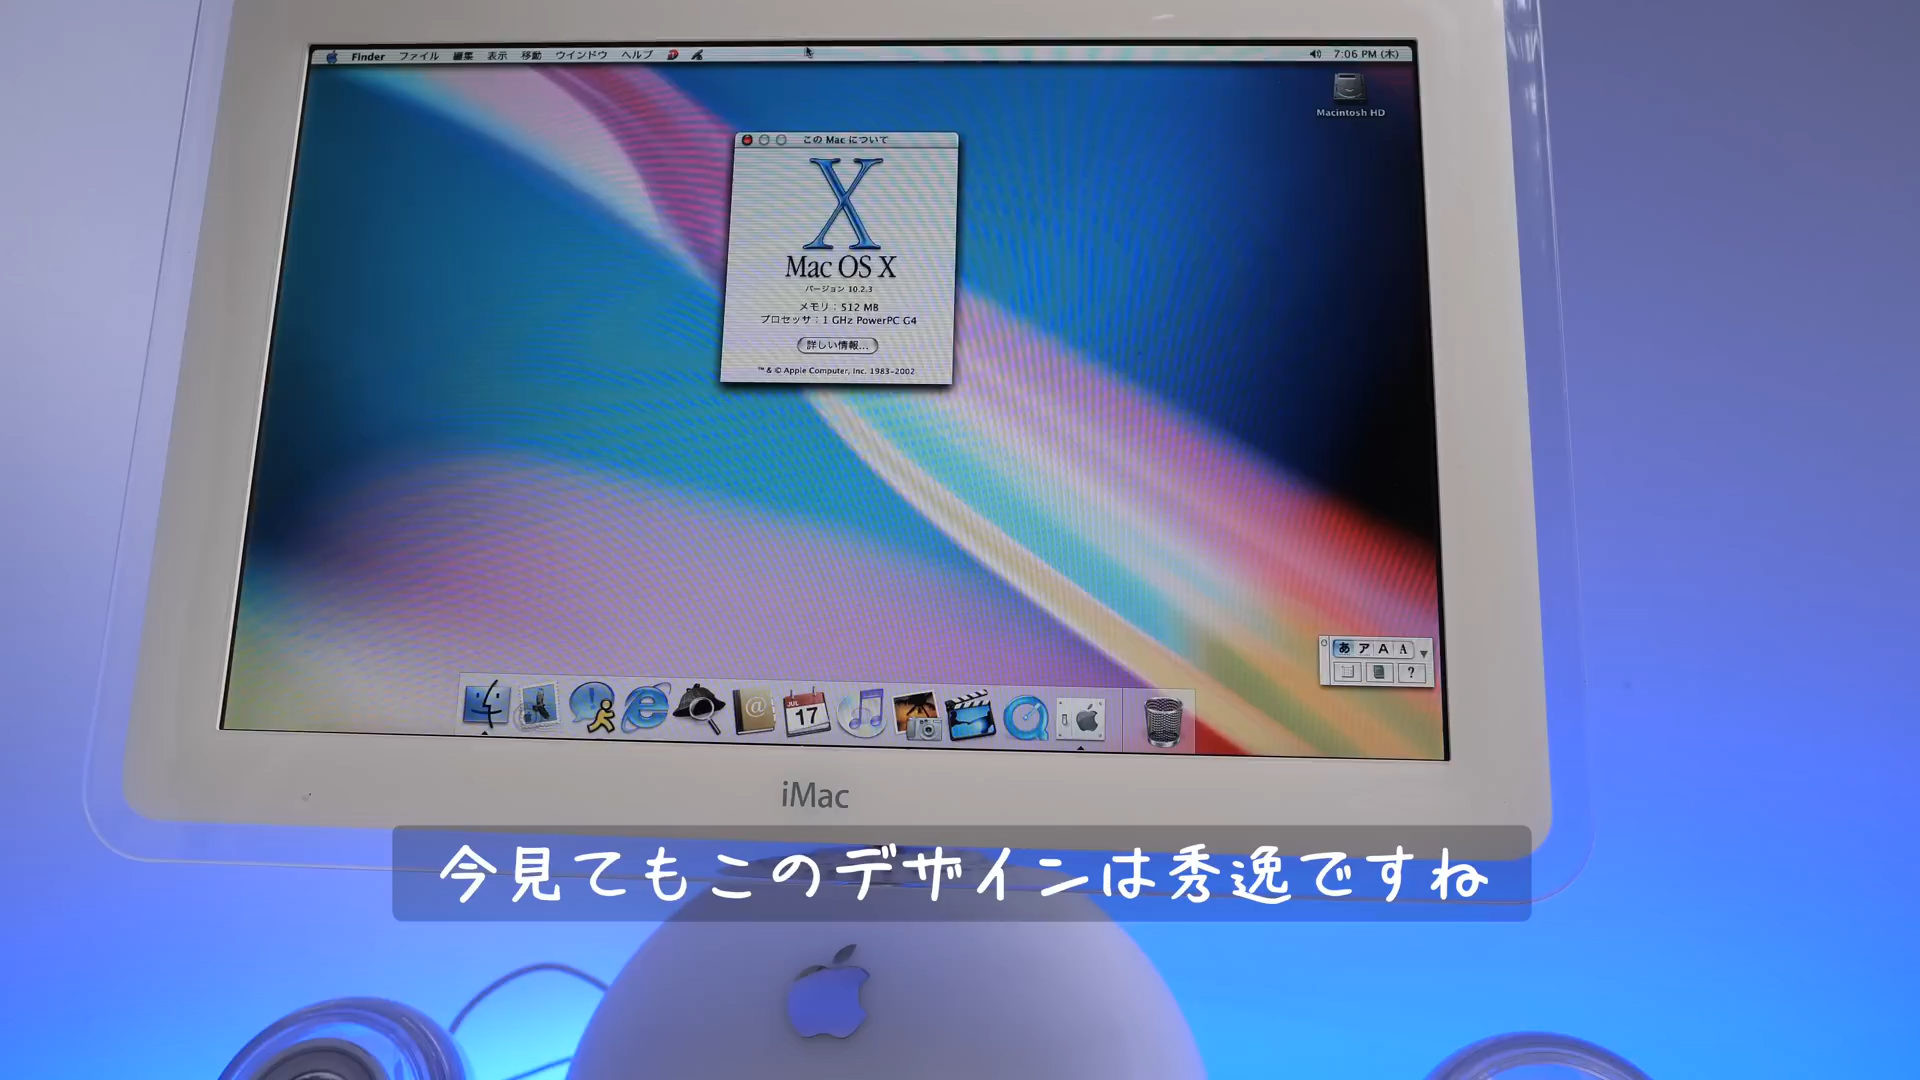 Finder ファイル 編集 表示 移動 ウインドウ ヘルプ
7:06 PM (木)
Macintosh HD
この Mac について
X
Mac OS X
バージョン 10.2.3
メモリ : 512 MB
プロセッサ : 1 GHz PowerPC G4
詳しい情報...
™ & © Apple Computer, Inc. 1983-2002
あ ア A A
?
@
JUL
17
iMac
今見てもこのデザインは秀逸ですね